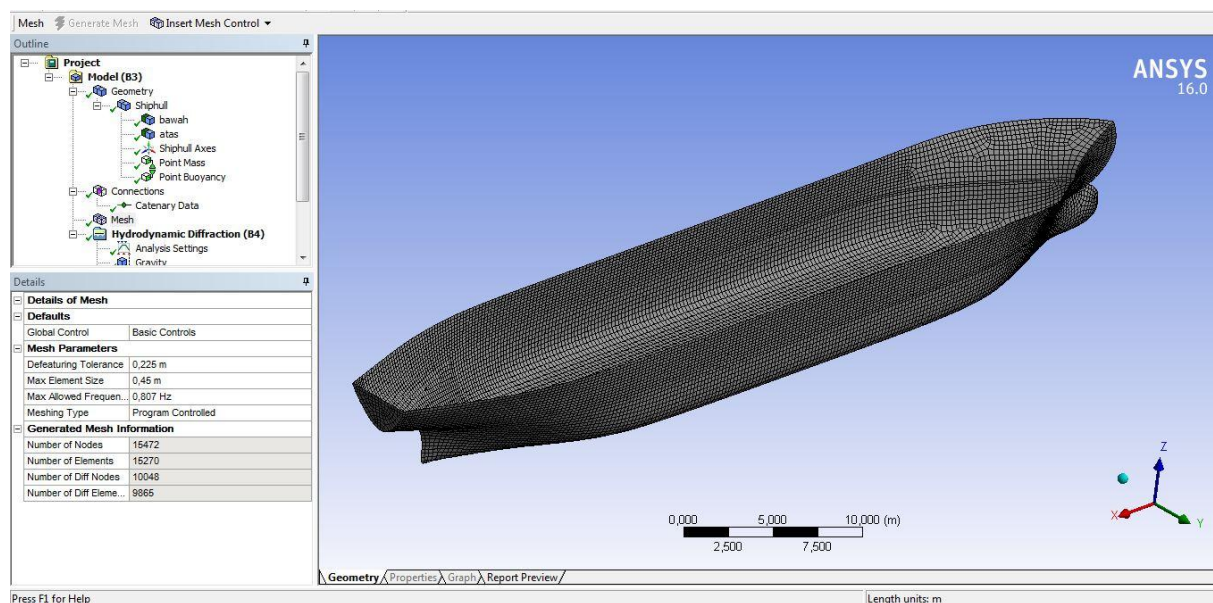 Mesh Generate Mesh Insert Mesh Control
Outline
Project
Model (B3)
Geometry
Shiphull
bawah
atas
Shiphull Axes
Point Mass
Point Buoyancy
Connections
Catenary Data
Mesh
Hydrodynamic Diffraction (B4)
Analysis Settings
Gravity
Details
Details of Mesh
Defaults
Global Control Basic Controls
Mesh Parameters
Defeaturing Tolerance 0,225 m
Max Element Size 0,45 m
Max Allowed Frequen... 0,807 Hz
Meshing Type Program Controlled
Generated Mesh Information
Number of Nodes 15472
Number of Elements 15270
Number of Diff Nodes 10048
Number of Diff Eleme... 9865
ANSYS
16.0
Z
X
Y
0,000 5,000 10,000 (m)
2,500 7,500
Geometry Properties Graph Report Preview
Press F1 for Help Length units: m